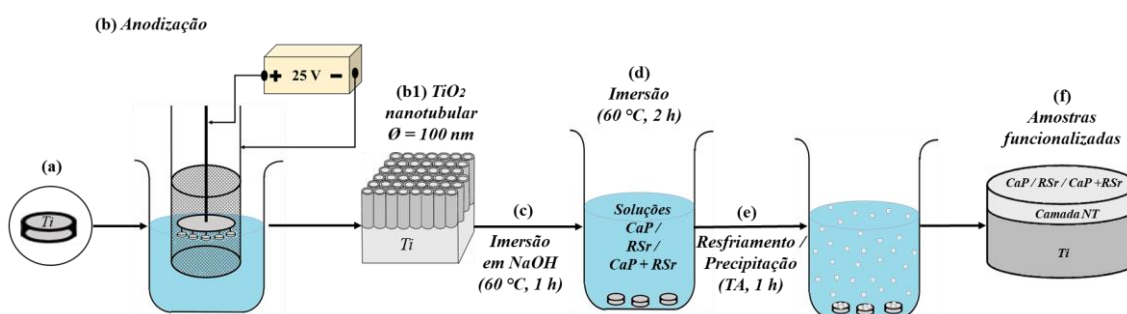 (b) Anodização
+ 25 V −
(b1) TiO₂
nanotubular
Ø = 100 nm
(d)
Imersão
(60 °C, 2 h)
(f)
Amostras
funcionalizadas
(a)
Ti
Ti
(c)
Imersão
em NaOH
(60 °C, 1 h)
Soluções
CaP /
RSr /
CaP + RSr
(e)
Resfriamento /
Precipitação
(TA, 1 h)
CaP / RSr / CaP +RSr
Camada NT
Ti